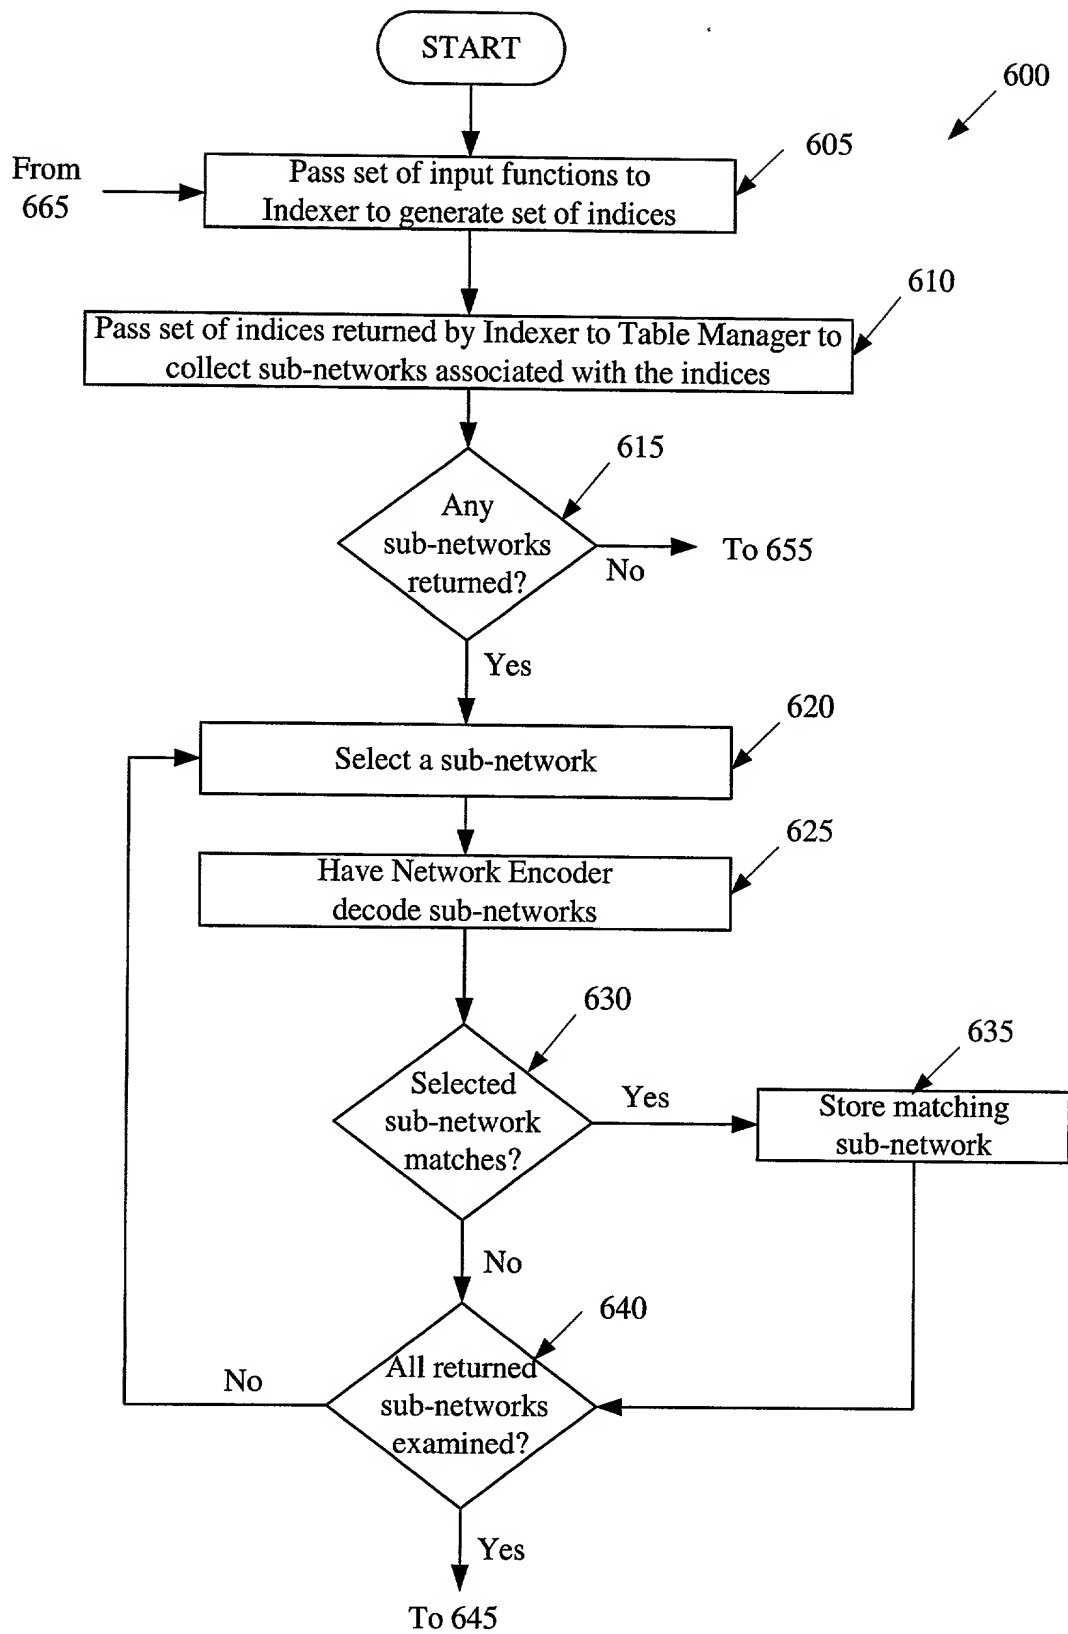 START
600
605
From
665
Pass set of input functions to
Indexer to generate set of indices
610
Pass set of indices returned by Indexer to Table Manager to
collect sub-networks associated with the indices
615
Any
sub-networks
returned?
No
To 655
Yes
620
Select a sub-network
625
Have Network Encoder
decode sub-networks
630
635
Selected
sub-network
matches?
Yes
Store matching
sub-network
No
640
All returned
sub-networks
examined?
No
Yes
To 645